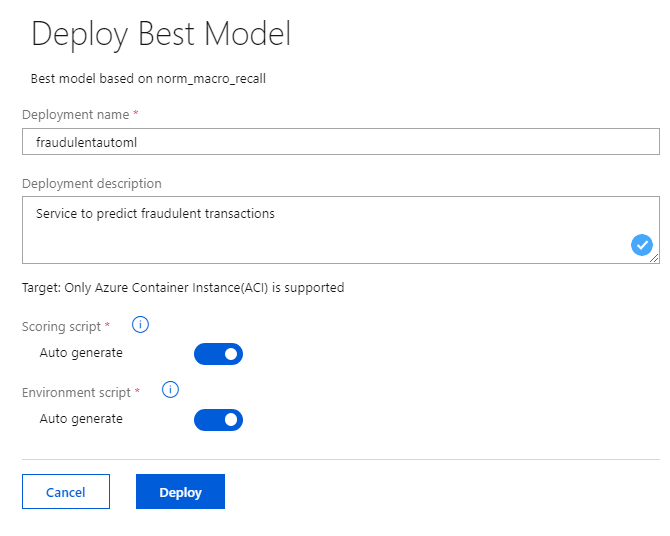 Deploy Best Model
Best model based on norm_macro_recall
Deployment name *
fraudulentautoml
Deployment description
Service to predict fraudulent transactions
Target: Only Azure Container Instance(ACI) is supported
Scoring script *
Auto generate
Environment script *
Auto generate
Cancel Deploy